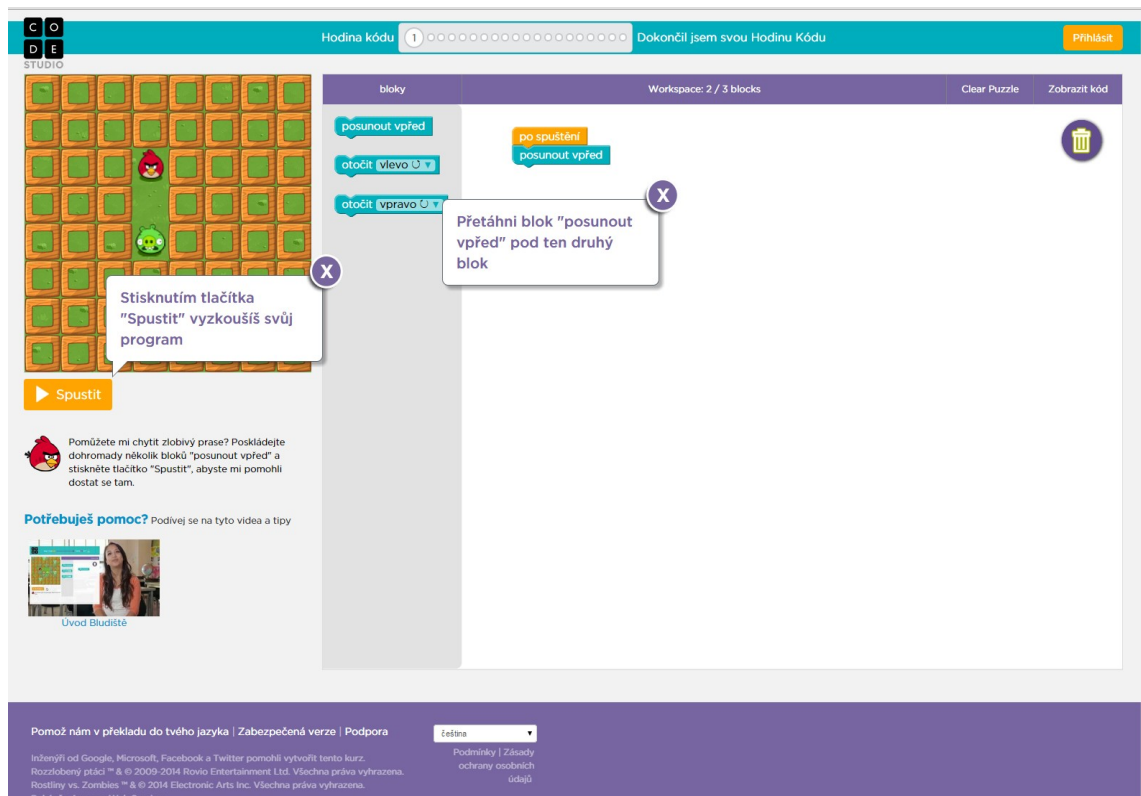 C O
D E
STUDIO
Hodina kódu 1 Dokončil jsem svou Hodinu Kódu
Přihlásit
bloky
Workspace: 2 / 3 blocks
Clear Puzzle
Zobrazit kód
posunout vpřed
otočit vlevo
otočit vpravo
po spuštění
posunout vpřed
X
Přetáhni blok "posunout
vpřed" pod ten druhý
blok
X
Stisknutím tlačítka
"Spustit" vyzkoušíš svůj
program
Spustit
Pomůžete mi chytit zlobivý prase? Poskládejte
dohromady několik bloků "posunout vpřed" a
stiskněte tlačítko "Spustit", abyste mi pomohli
dostat se tam.
Potřebuješ pomoc? Podívej se na tyto videa a tipy
Úvod Bludiště
Pomož nám v překladu do tvého jazyka | Zabezpečená verze | Podpora
čeština
Podmínky | Zásady
ochrany osobních
údajů
Inženýři od Google, Microsoft, Facebook a Twitter pomohli vytvořit tento kurz.
Rozzlobený ptáci ™ & © 2009-2014 Rovio Entertainment Ltd. Všechna práva vyhrazena.
Rostliny vs. Zombies ™ & © 2014 Electronic Arts Inc. Všechna práva vyhrazena.